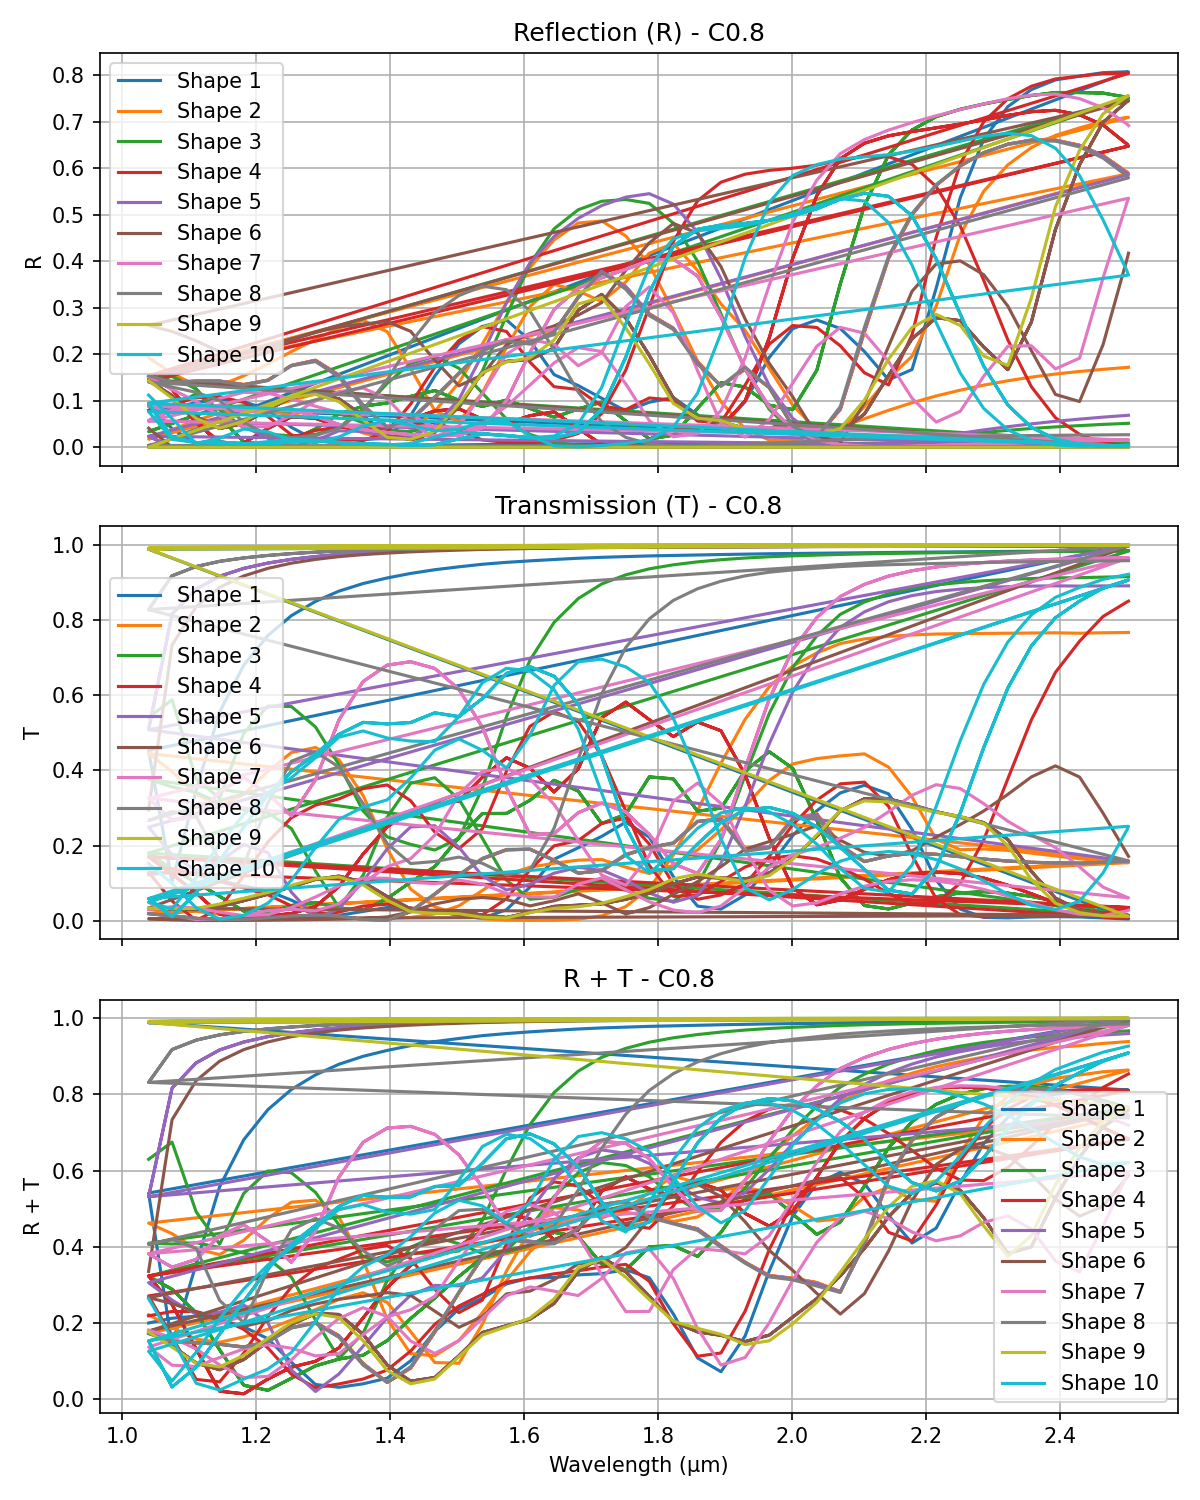 Reflection (R) - C0.8
0.8
0.7
0.6
0.5
0.4
0.3
0.2
0.1
0.0
R
Shape 1
Shape 2
Shape 3
Shape 4
Shape 5
Shape 6
Shape 7
Shape 8
Shape 9
Shape 10
Transmission (T) - C0.8
1.0
0.8
0.6
0.4
0.2
0.0
T
Shape 1
Shape 2
Shape 3
Shape 4
Shape 5
Shape 6
Shape 7
Shape 8
Shape 9
Shape 10
R + T - C0.8
1.0
0.8
0.6
0.4
0.2
0.0
R + T
Shape 1
Shape 2
Shape 3
Shape 4
Shape 5
Shape 6
Shape 7
Shape 8
Shape 9
Shape 10
1.0 1.2 1.4 1.6 1.8 2.0 2.2 2.4
Wavelength (μm)